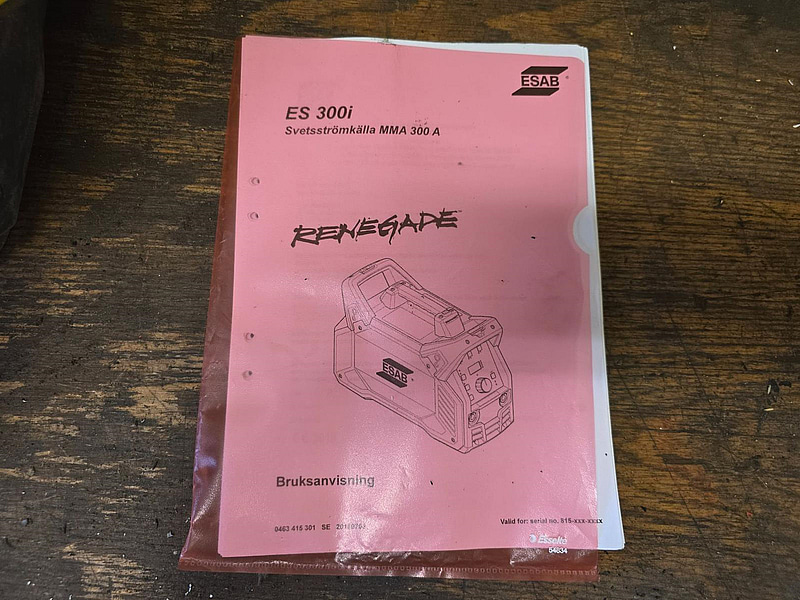 ESAB
ES 300i
Svetsströmkälla MMA 300 A
RENEGADE
ESAB
Bruksanvisning
0463 415 301 SE
Valid for: serial no. 815-xxx-xxxx
Esselte
54834